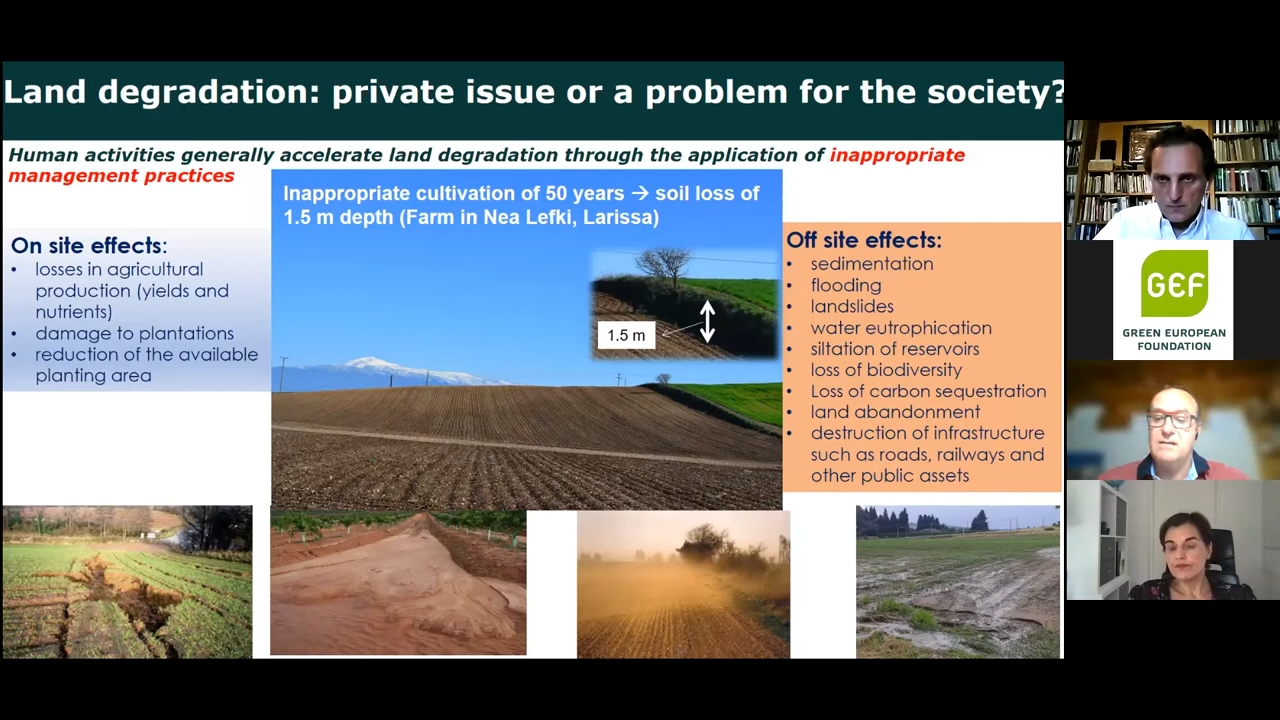 Land degradation: private issue or a problem for the society?
Human activities generally accelerate land degradation through the application of inappropriate
management practices
Inappropriate cultivation of 50 years → soil loss of
1.5 m depth (Farm in Nea Lefki, Larissa)
1.5 m
On site effects:
• losses in agricultural
production (yields and
nutrients)
• damage to plantations
• reduction of the available
planting area
Off site effects:
• sedimentation
• flooding
• landslides
• water eutrophication
• siltation of reservoirs
• loss of biodiversity
• Loss of carbon sequestration
• land abandonment
• destruction of infrastructure
such as roads, railways and
other public assets
GEF
GREEN EUROPEAN
FOUNDATION